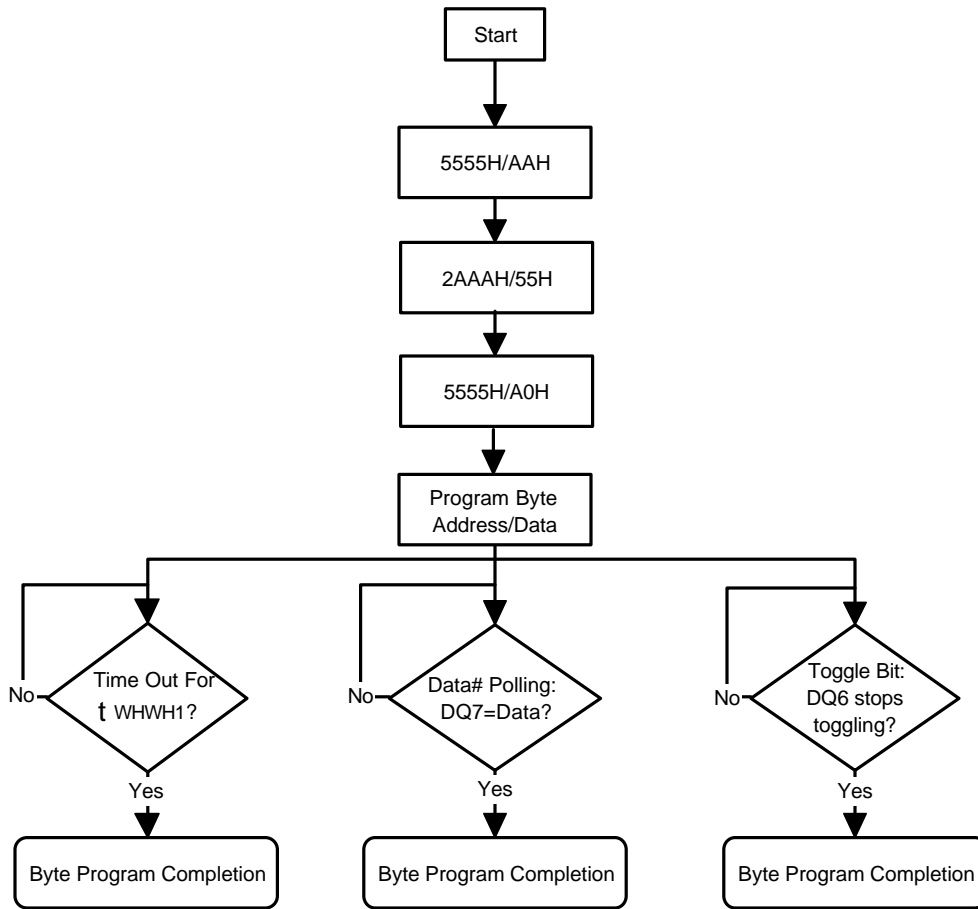 Start
5555H/AAH
2AAAH/55H
5555H/A0H
Program Byte
Address/Data
Time Out For
t WHWH1?
No
Yes
Byte Program Completion
Data# Polling:
DQ7=Data?
No
Yes
Byte Program Completion
Toggle Bit:
DQ6 stops
toggling?
No
Yes
Byte Program Completion